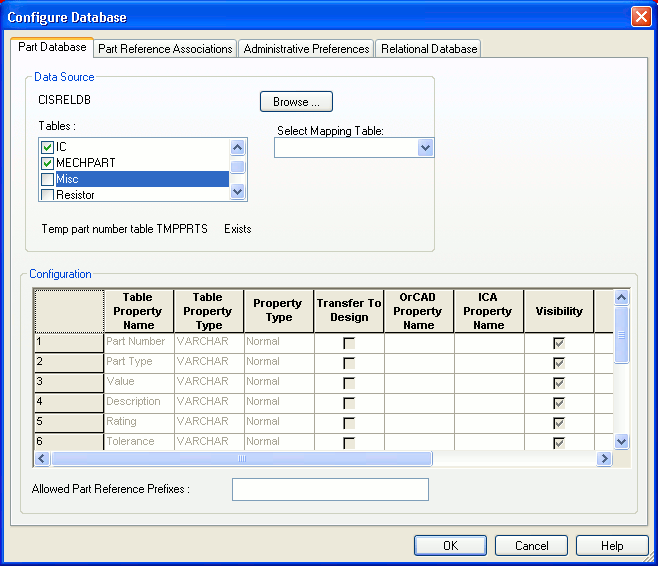 Configure Database
Part Database Part Reference Associations Administrative Preferences Relational Database
Data Source
CISRELDB
Browse ...
Tables :
Select Mapping Table:
IC
MECHPART
Misc
Resistor
Temp part number table TMPPRTS Exists
Configuration
Table Property Name Table Property Type Property Type Transfer To Design OrCAD Property Name ICA Property Name Visibility
1 Part Number VARCHAR Normal
2 Part Type VARCHAR Normal
3 Value VARCHAR Normal
4 Description VARCHAR Normal
5 Rating VARCHAR Normal
6 Tolerance VARCHAR Normal
Allowed Part Reference Prefixes :
OK Cancel Help